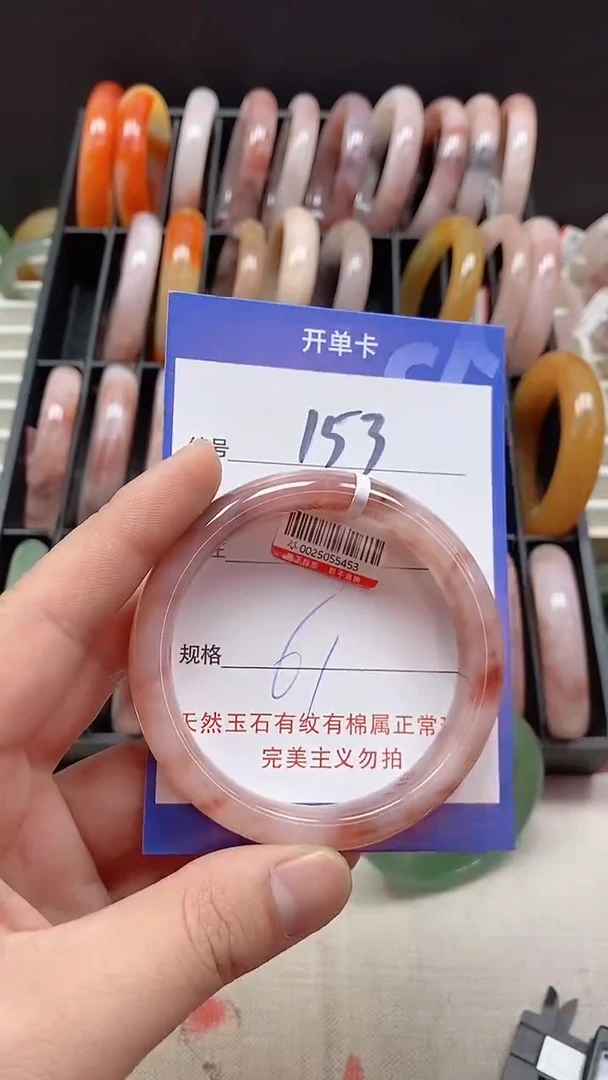 开单卡
编号 153
0025055453
规格 61
天然玉石有纹有棉属正常
完美主义勿拍